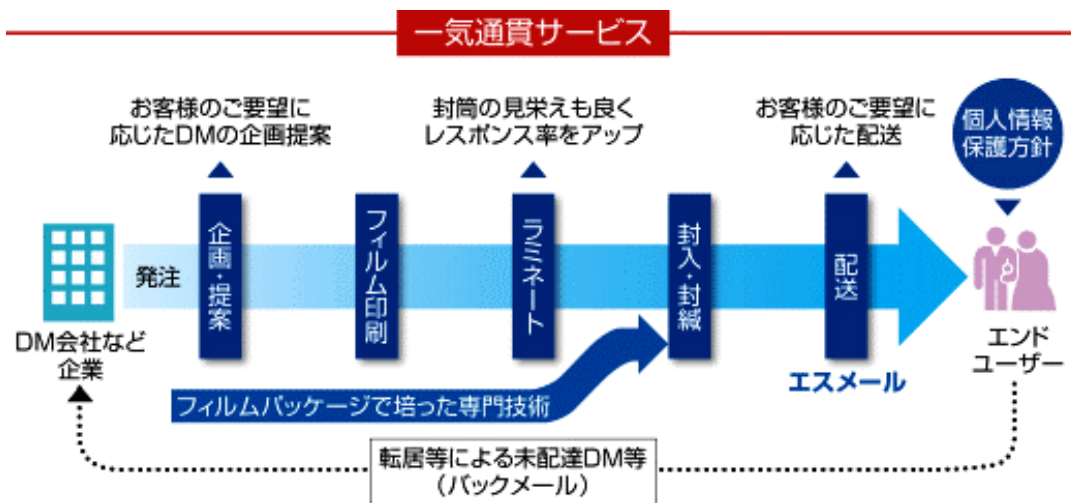 一気通貫サービス
お客様のご要望に
応じたDMの企画提案
封筒の見栄えも良く
レスポンス率をアップ
お客様のご要望に
応じた配送
個人情報
保護方針
発注
企画・提案
フィルム印刷
ラミネート
封入・封緘
配送
DM会社など
企業
エンド
ユーザー
エスメール
フィルムパッケージで培った専門技術
転居等による未配達DM等
（バックメール）